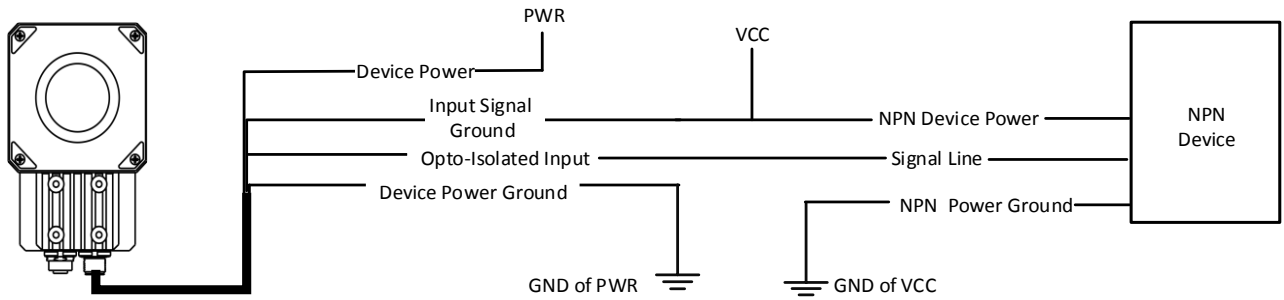 PWR
VCC
Device Power
Input Signal
Ground
NPN Device Power
NPN
Device
Opto-Isolated Input
Signal Line
Device Power Ground
NPN Power Ground
GND of PWR
GND of VCC